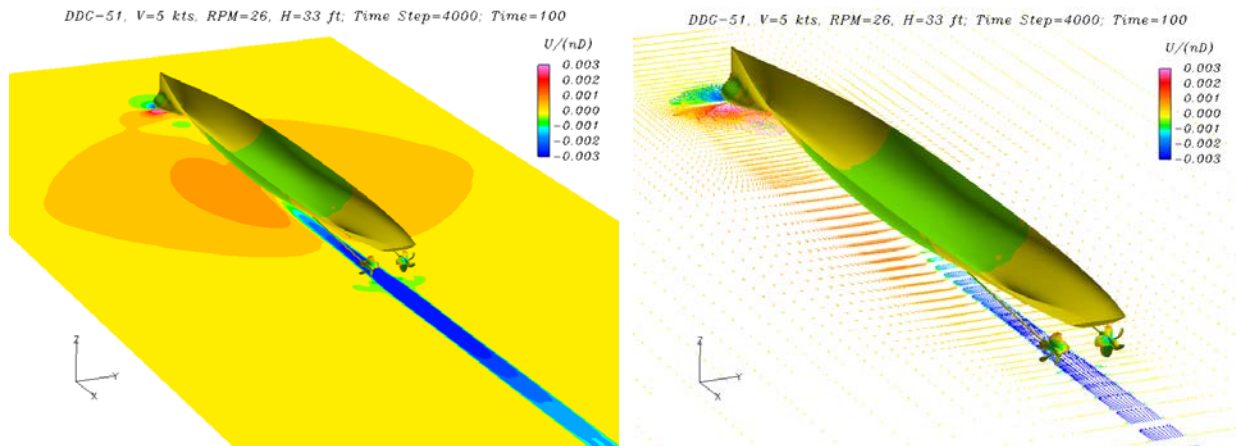 DDG-51, V=5 kts, RPM=26, H=33 ft; Time Step=4000; Time=100
U/(nD)
0.003
0.002
0.001
0.000
-0.001
-0.002
-0.003
Z
Y
X
DDG-51, V=5 kts, RPM=26, H=33 ft; Time Step=4000; Time=100
U/(nD)
0.003
0.002
0.001
0.000
-0.001
-0.002
-0.003
Z
Y
X